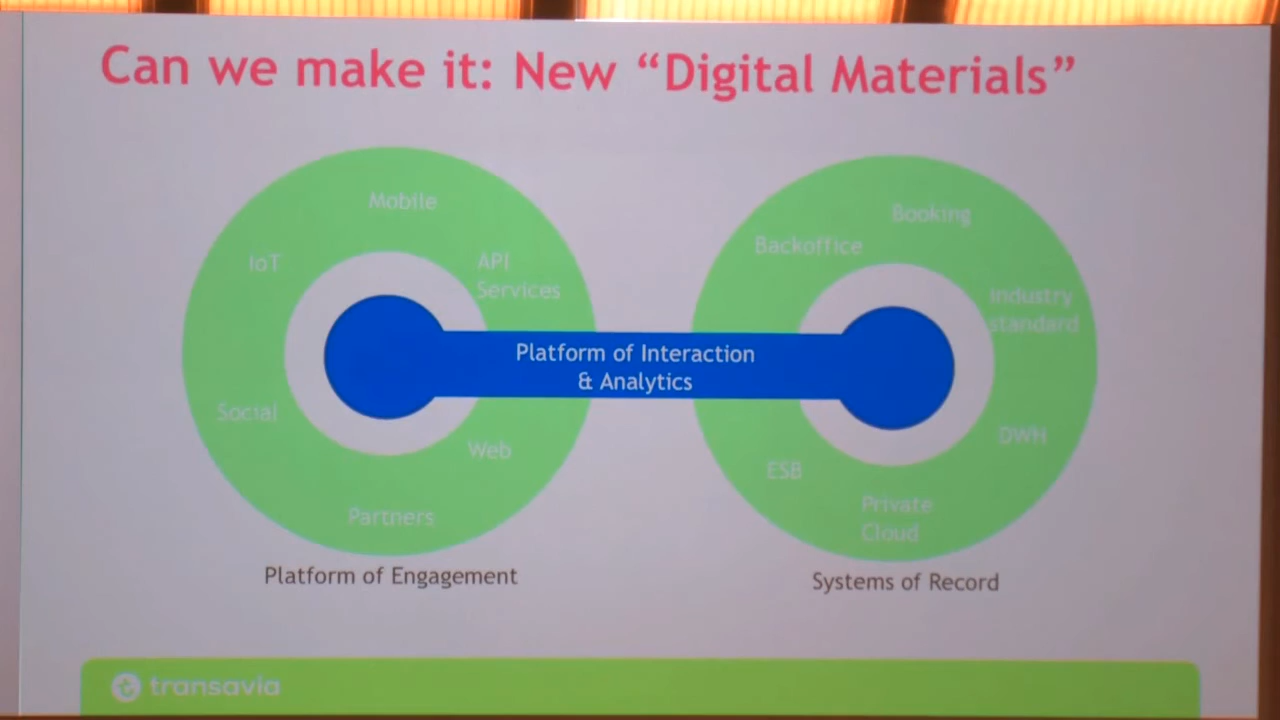 Can we make it: New “Digital Materials”
Mobile
IoT
API
Services
Social
Web
Partners
Platform of Engagement
Platform of Interaction
& Analytics
Booking
Backoffice
Industry
standard
DWH
ESB
Private
Cloud
Systems of Record
transavia